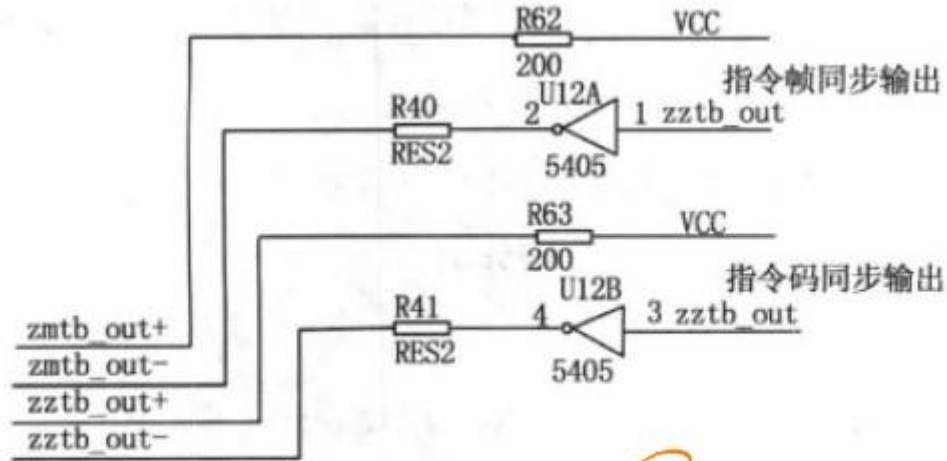 R62 VCC
200
指令帧同步输出
U12A
R40 2 1 zztb_out
RES2
5405
R63 VCC
200
指令码同步输出
U12B
R41 4 3 zztb_out
RES2
5405
zmtb_out+
zmtb_out-
zztb_out+
zztb_out-